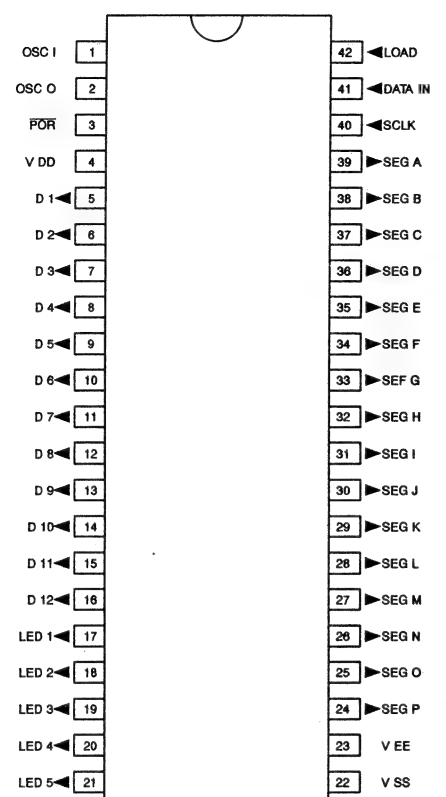 OSC I 1 42 LOAD
OSC O 2 41 DATA IN
POR 3 40 SCLK
V DD 4 39 SEG A
D 1 5 38 SEG B
D 2 6 37 SEG C
D 3 7 36 SEG D
D 4 8 35 SEG E
D 5 9 34 SEG F
D 6 10 33 SEF G
D 7 11 32 SEG H
D 8 12 31 SEG I
D 9 13 30 SEG J
D 10 14 29 SEG K
D 11 15 28 SEG L
D 12 16 27 SEG M
LED 1 17 26 SEG N
LED 2 18 25 SEG O
LED 3 19 24 SEG P
LED 4 20 23 V EE
LED 5 21 22 V SS